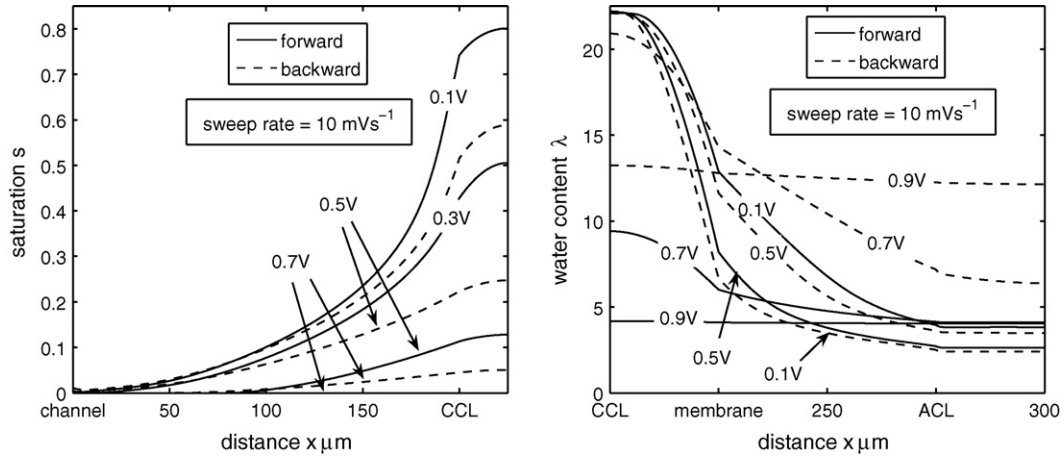 0.8
0.7
0.6
0.5
0.4
0.3
0.2
0.1
0
saturation s
forward
backward
sweep rate = 10 mVs⁻¹
0.1V
0.5V
0.3V
0.7V
channel 50 100 150 CCL
distance x μm
20
15
10
5
0
water content λ
forward
backward
sweep rate = 10 mVs⁻¹
0.9V
0.1V
0.7V
0.5V
0.7V
0.9V
0.5V
0.1V
CCL membrane 250 ACL 300
distance x μm